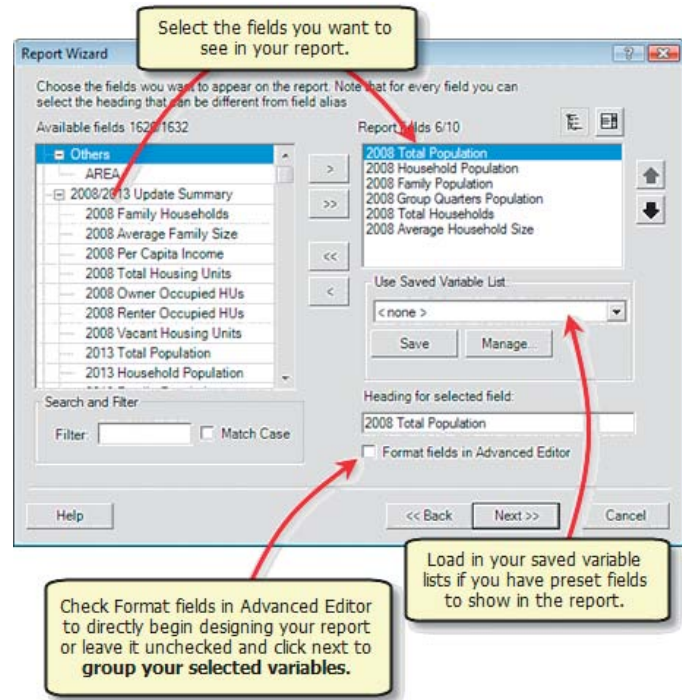 Select the fields you want to
see in your report.
Report Wizard
Choose the fields wou want to appear on the report. Note that for every field you can
select the heading that can be different from field alias
Available fields 1626/1632
Others
AREA
2008/2013 Update Summary
2008 Family Households
2008 Average Family Size
2008 Per Capita Income
2008 Total Housing Units
2008 Owner Occupied HUs
2008 Renter Occupied HUs
2008 Vacant Housing Units
2013 Total Population
2013 Household Population
>
>>
<<
<
Report fields 6/10
2008 Total Population
2008 Household Population
2008 Family Population
2008 Group Quarters Population
2008 Total Households
2008 Average Household Size
Use Saved Variable List
< none >
Save
Manage...
Search and Filter
Filter:
Match Case
Heading for selected field:
2008 Total Population
Format fields in Advanced Editor
Help
<< Back
Next >>
Cancel
Check Format fields in Advanced Editor
to directly begin designing your report
or leave it unchecked and click next to
group your selected variables.
Load in your saved variable
lists if you have preset fields
to show in the report.